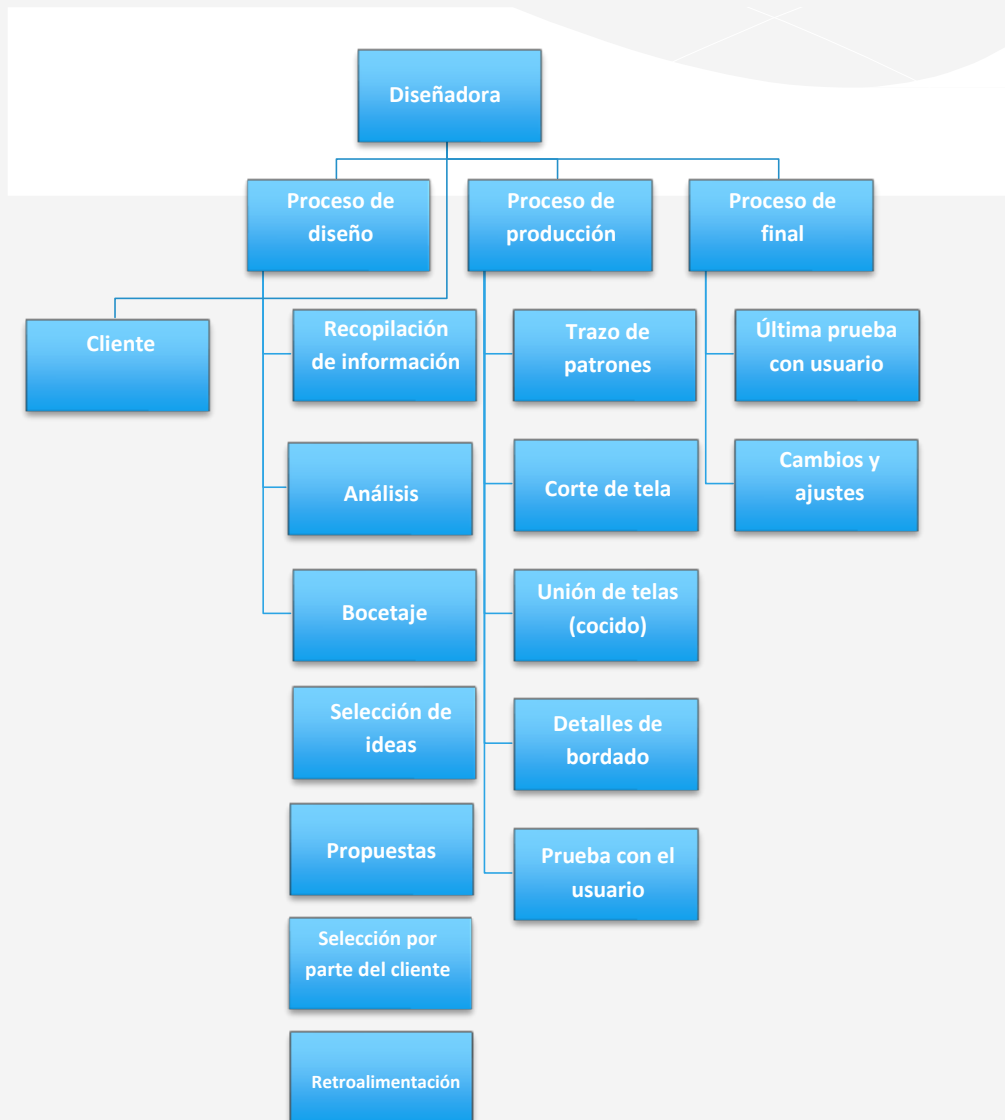 Diseñadora
Proceso de
diseño
Proceso de
producción
Proceso de
final
Cliente
Recopilación
de información
Trazo de
patrones
Última prueba
con usuario
Análisis
Corte de tela
Cambios y
ajustes
Bocetaje
Unión de telas
(cocido)
Selección de
ideas
Detalles de
bordado
Propuestas
Prueba con el
usuario
Selección por
parte del cliente
Retroalimentación